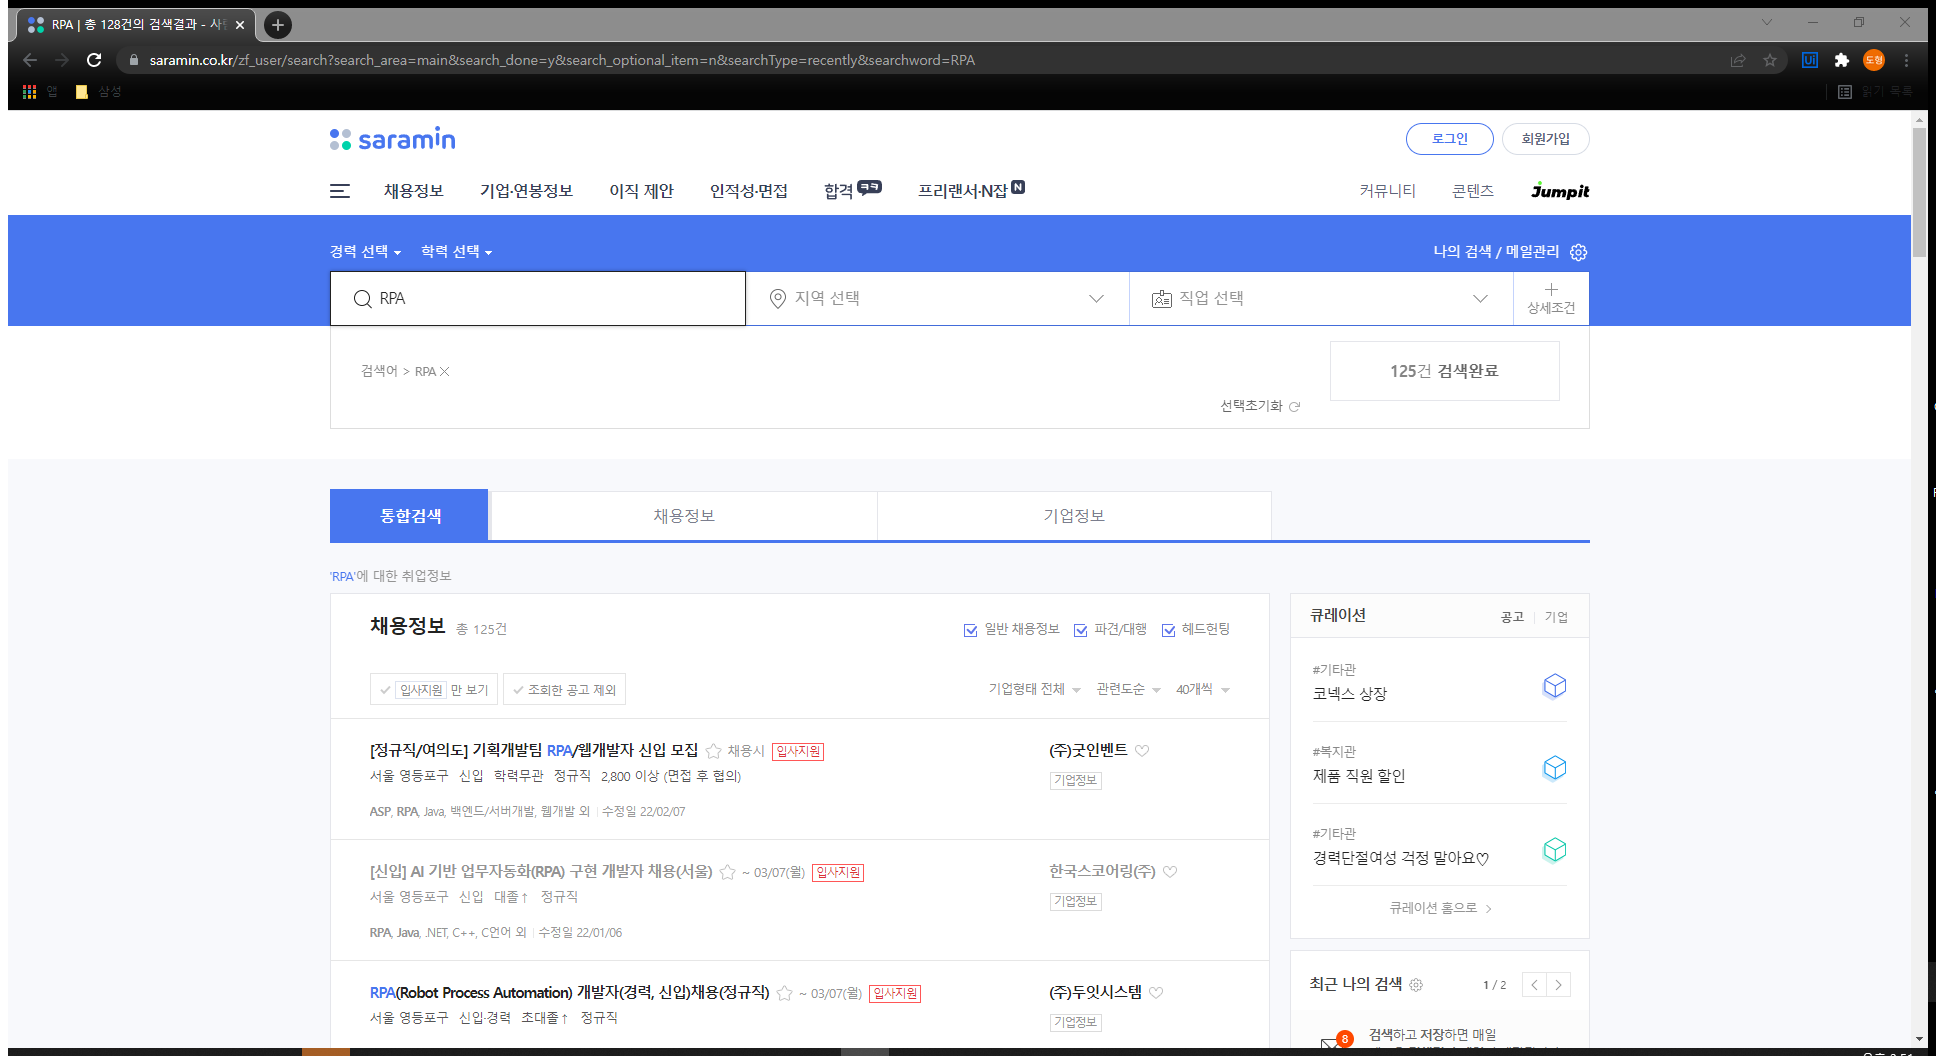 RPA | 총 128건의 검색결과 - 사
saramin.co.kr/zf_user/search?search_area=main&search_done=y&search_optional_item=n&searchType=recently&searchword=RPA
Ui
도형
앱 삼성 읽기 목록
saramin 로그인 회원가입
채용정보 기업·연봉정보 이직 제안 인적성·면접 합격 ㅋㅋ 프리랜서·N잡 N 커뮤니티 콘텐츠 Jumpit
경력 선택 학력 선택 나의 검색 / 메일관리
RPA 지역 선택 직업 선택 상세조건
검색어 > RPA 125건 검색완료
선택초기화
통합검색 채용정보 기업정보
'RPA'에 대한 취업정보
채용정보 총 125건 일반 채용정보 파견/대행 헤드헌팅
입사지원 만 보기 조회한 공고 제외 기업형태 전체 관련도순 40개씩
[정규직/여의도] 기획개발팀 RPA/웹개발자 신입 모집 채용시 입사지원 (주)굿인벤트
서울 영등포구 신입 학력무관 정규직 2,800 이상 (면접 후 협의) 기업정보
ASP, RPA, Java, 백엔드/서버개발, 웹개발 외 수정일 22/02/07
[신입] AI 기반 업무자동화(RPA) 구현 개발자 채용(서울) ~ 03/07(월) 입사지원 한국스코어링(주)
서울 영등포구 신입 대졸↑ 정규직 기업정보
RPA, Java, .NET, C++, C언어 외 수정일 22/01/06
RPA(Robot Process Automation) 개발자(경력, 신입)채용(정규직) ~ 03/07(월) 입사지원 (주)두잇시스템
서울 영등포구 신입·경력 초대졸↑ 정규직 기업정보
큐레이션 공고 기업
#기타관
코넥스 상장
#복지관
제품 직원 할인
#기타관
경력단절여성 걱정 말아요♡
큐레이션 홈으로
최근 나의 검색 1 / 2
8 검색하고 저장하면 매일